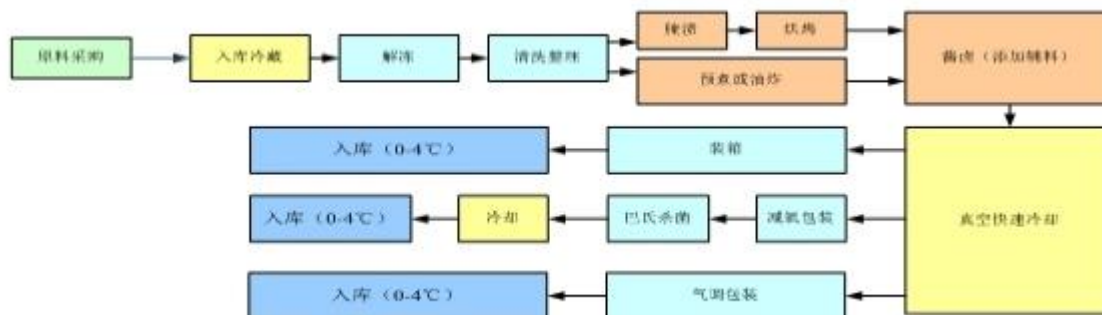 原料采购
入库冷藏
解冻
清洗整理
腌渍
烘烤
预煮或油炸
酱卤（添加辅料）
入库（0-4℃）
装箱
入库（0-4℃）
冷却
巴氏杀菌
减氧包装
真空快速冷却
入库（0-4℃）
气调包装